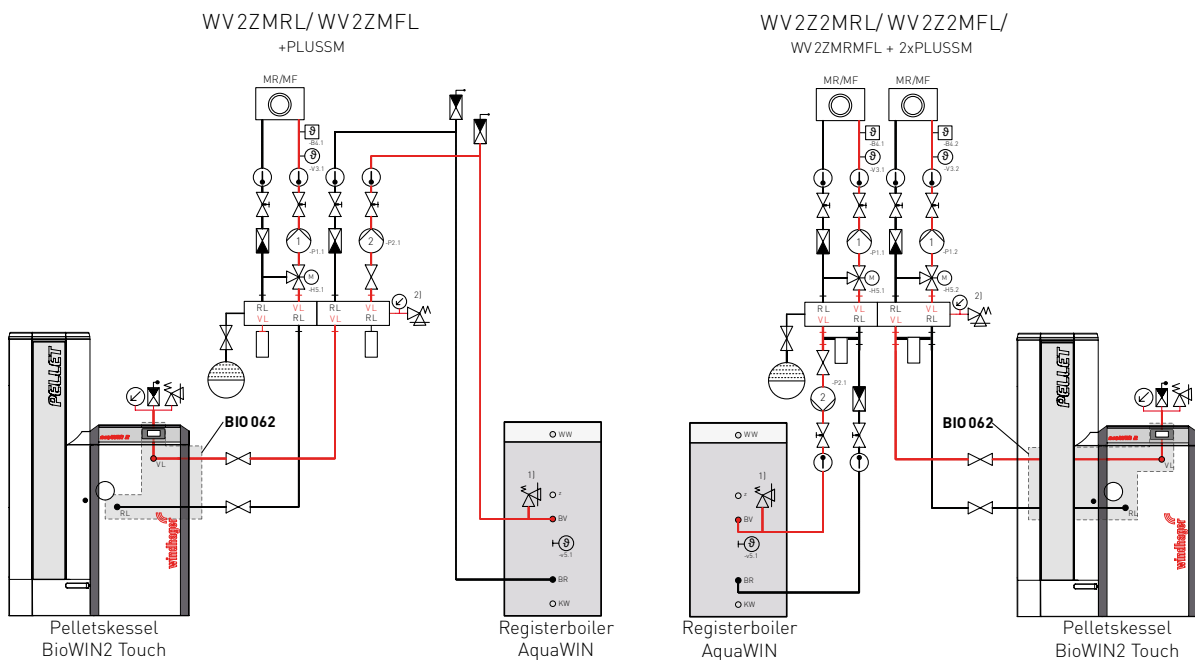 WV2ZMRL/ WV2ZMFL
+PLUSSM
MR/MF
ϑ
-B4.1
ϑ
-V3.1
1
-P1.1
2
-P2.1
M
-H5.1
RL VL RL VL
VL RL VL RL
2)
PELLET
BIO 062
VL
RL
windhager
WW
1)
z
BV
ϑ
-v5.1
BR
KW
Pelletskessel
BioWIN2 Touch
Registerboiler
AquaWIN
WV2Z2MRL/ WV2Z2MFL/
WV2ZMRMFL + 2xPLUSSM
MR/MF
MR/MF
ϑ
-B4.1
ϑ
-V3.1
ϑ
-B4.2
ϑ
-V3.2
1
-P1.1
1
-P1.2
M
-H5.1
M
-H5.2
RL VL RL VL
VL RL VL RL
2)
-P2.1
2
WW
1)
z
BV
ϑ
-v5.1
BR
KW
PELLET
BIO 062
VL
RL
windhager
Registerboiler
AquaWIN
Pelletskessel
BioWIN2 Touch